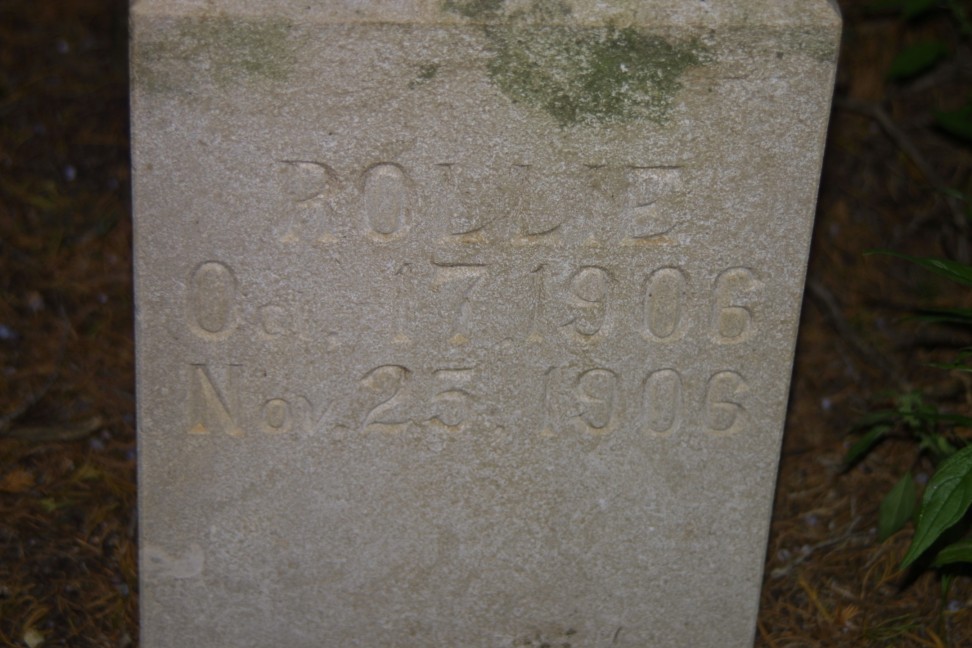 ROLLIE
Oct. 17, 1906
Nov. 25, 1906